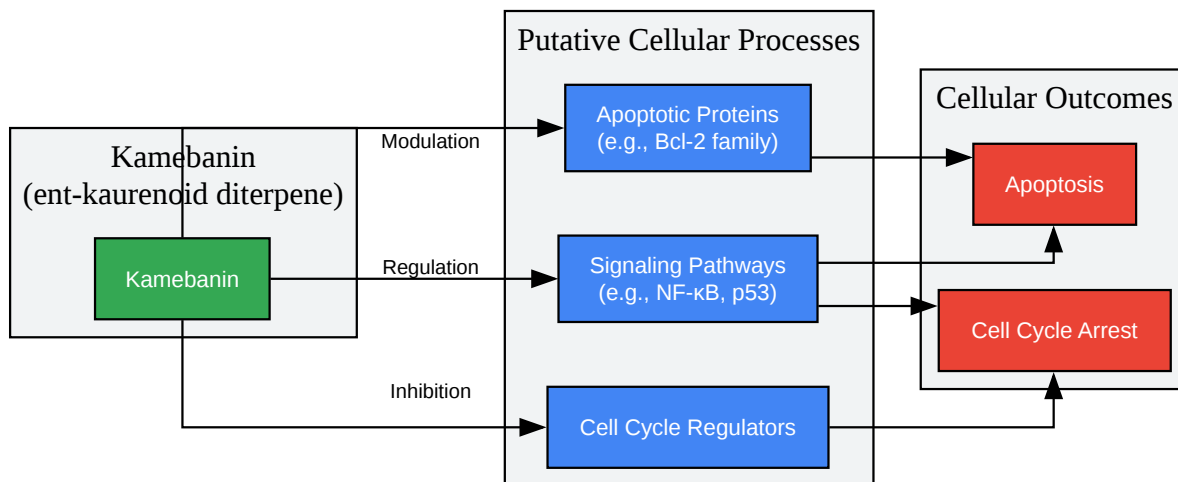 Kamebanin
(ent-kaurenoid diterpene)
Kamebanin
Modulation
Regulation
Inhibition
Putative Cellular Processes
Apoptotic Proteins
(e.g., Bcl-2 family)
Signaling Pathways
(e.g., NF-κB, p53)
Cell Cycle Regulators
Cellular Outcomes
Apoptosis
Cell Cycle Arrest